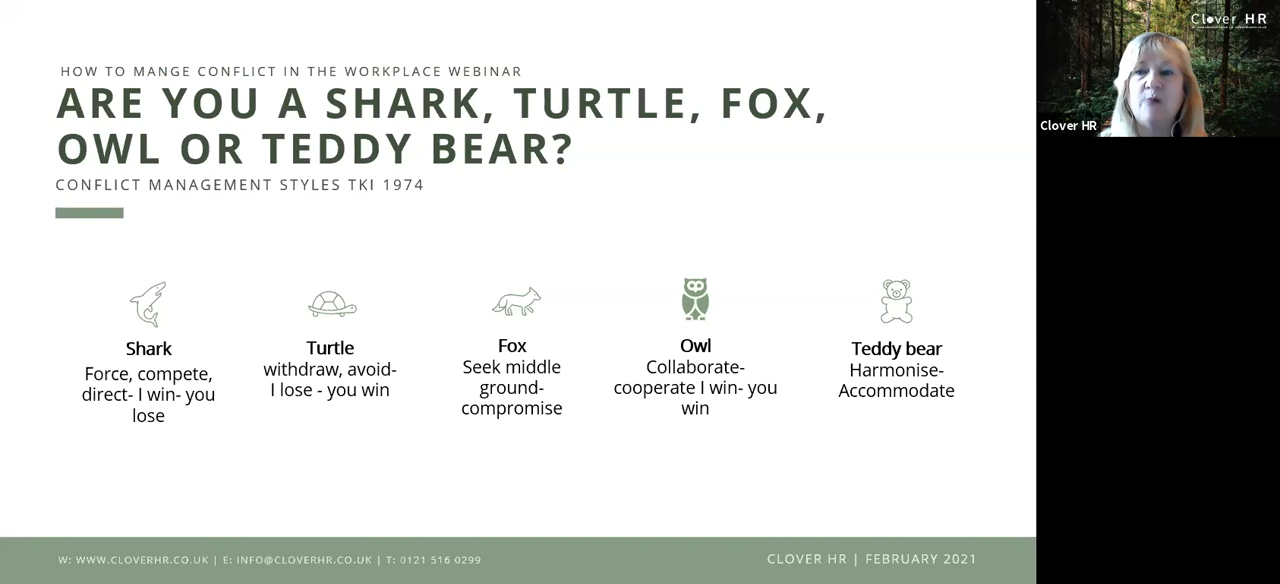 HOW TO MANGE CONFLICT IN THE WORKPLACE WEBINAR
ARE YOU A SHARK, TURTLE, FOX,
OWL OR TEDDY BEAR?
CONFLICT MANAGEMENT STYLES TKI 1974
Shark
Force, compete,
direct- I win- you
lose
Turtle
withdraw, avoid-
I lose - you win
Fox
Seek middle
ground-
compromise
Owl
Collaborate-
cooperate I win- you
win
Teddy bear
Harmonise-
Accommodate
W: WWW.CLOVERHR.CO.UK | E: INFO@CLOVERHR.CO.UK | T: 0121 516 0299
CLOVER HR | FEBRUARY 2021
Clover HR
Clover HR